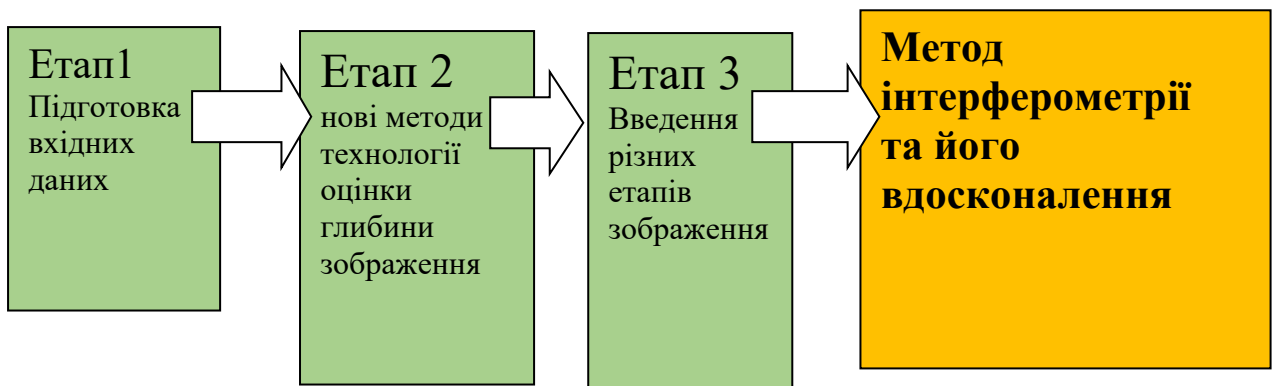 Етап1
Підготовка
вхідних
даних
Етап 2
нові методи
технології
оцінки
глибини
зображення
Етап 3
Введення
різних
етапів
зображення
Метод
інтерферометрії
та його
вдосконалення